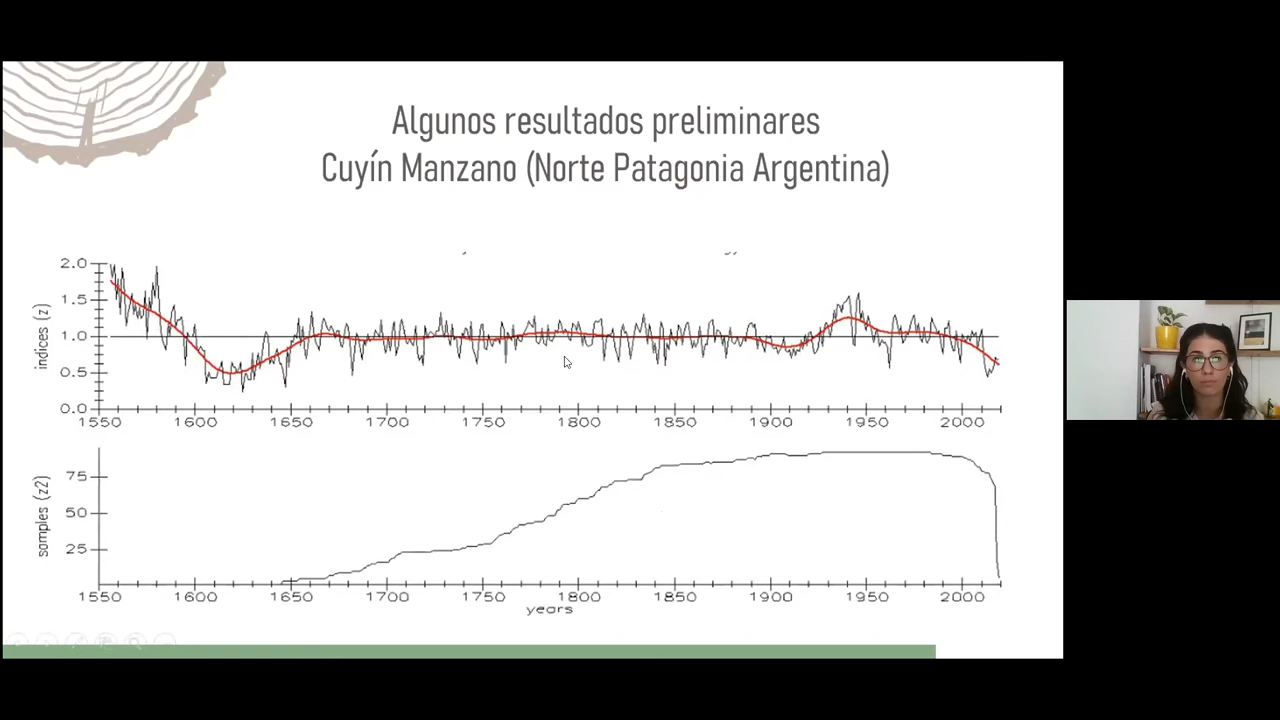 Algunos resultados preliminares
Cuyín Manzano (Norte Patagonia Argentina)
2.0
1.5
1.0
0.5
0.0
indices (z)
1550 1600 1650 1700 1750 1800 1850 1900 1950 2000
75
50
25
samples (z2)
1550 1600 1650 1700 1750 1800 1850 1900 1950 2000
years